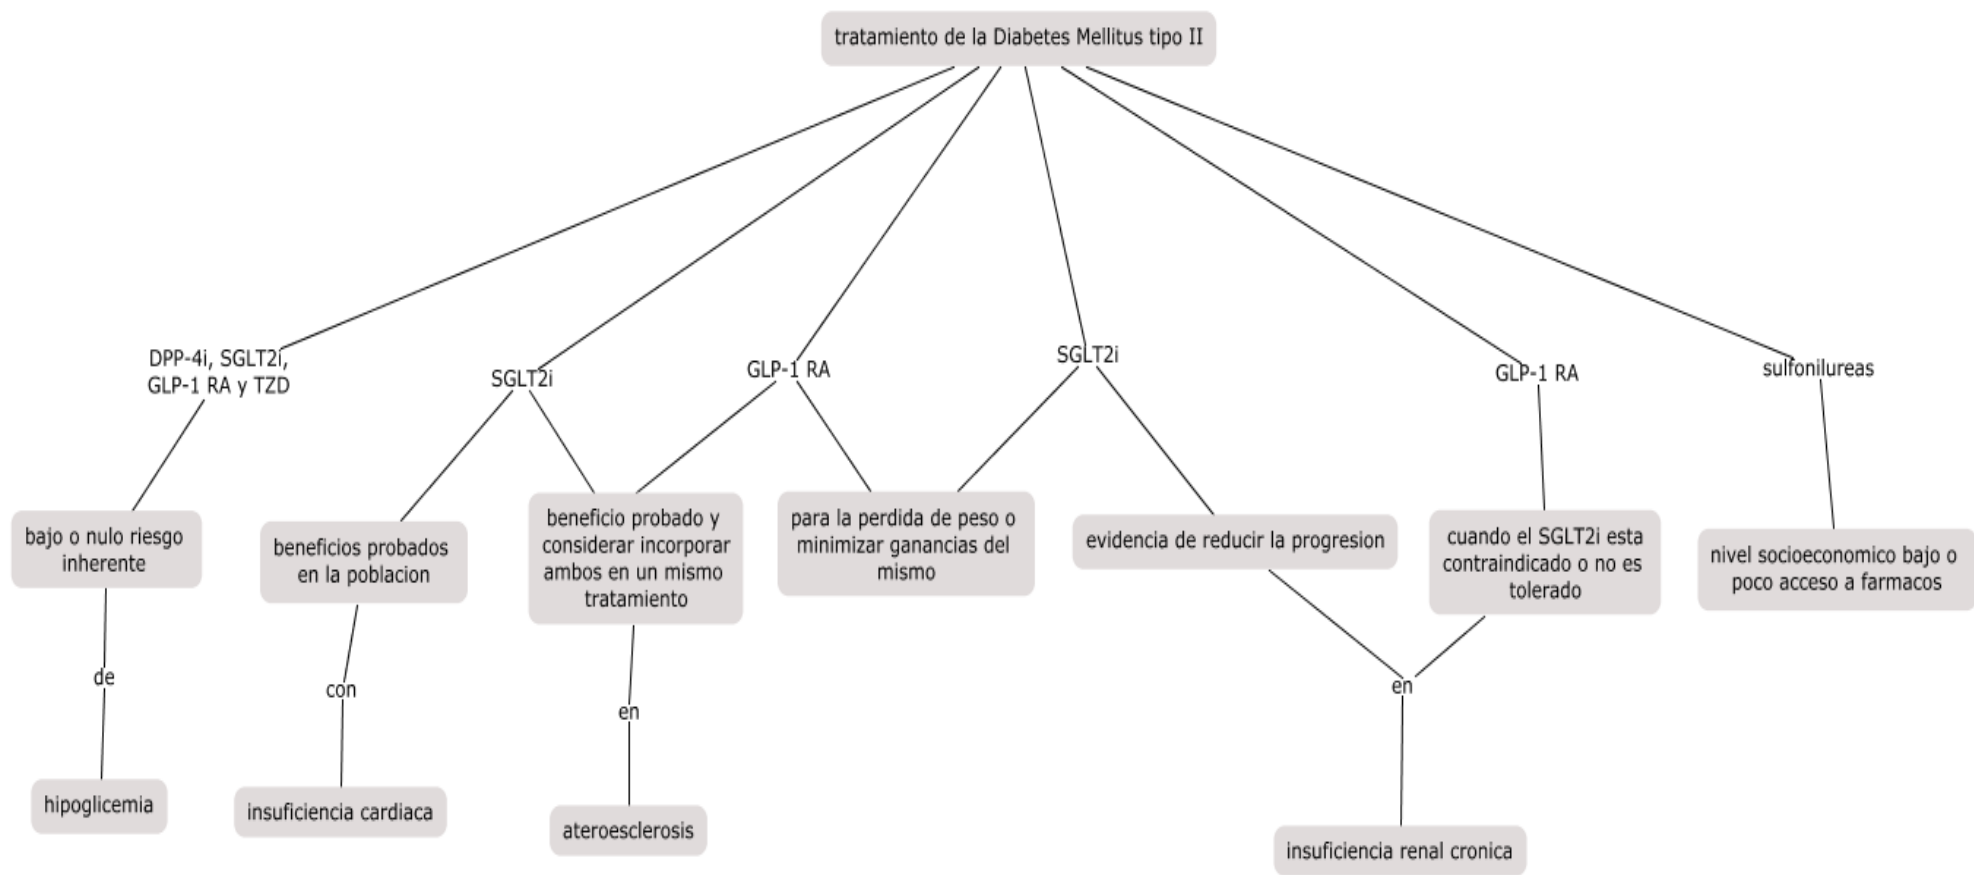 tratamiento de la Diabetes Mellitus tipo II
DPP-4i, SGLT2i,
GLP-1 RA y TZD
SGLT2i
GLP-1 RA
SGLT2i
GLP-1 RA
sulfonilureas
bajo o nulo riesgo
inherente
beneficios probados
en la poblacion
beneficio probado y
considerar incorporar
ambos en un mismo
tratamiento
para la perdida de peso o
minimizar ganancias del
mismo
evidencia de reducir la progresion
cuando el SGLT2i esta
contraindicado o no es
tolerado
nivel socioeconomico bajo o
poco acceso a farmacos
de
con
en
en
hipoglicemia
insuficiencia cardiaca
ateroesclerosis
insuficiencia renal cronica